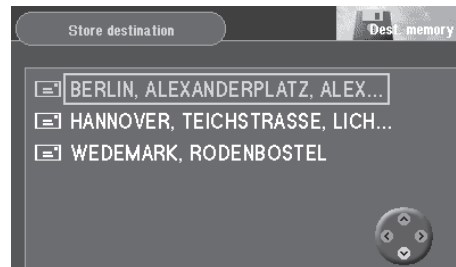 Store destination
Dest. memory
BERLIN, ALEXANDERPLATZ, ALEX...
HANNOVER, TEICHSTRASSE, LICH...
WEDEMARK, RODENBOSTEL